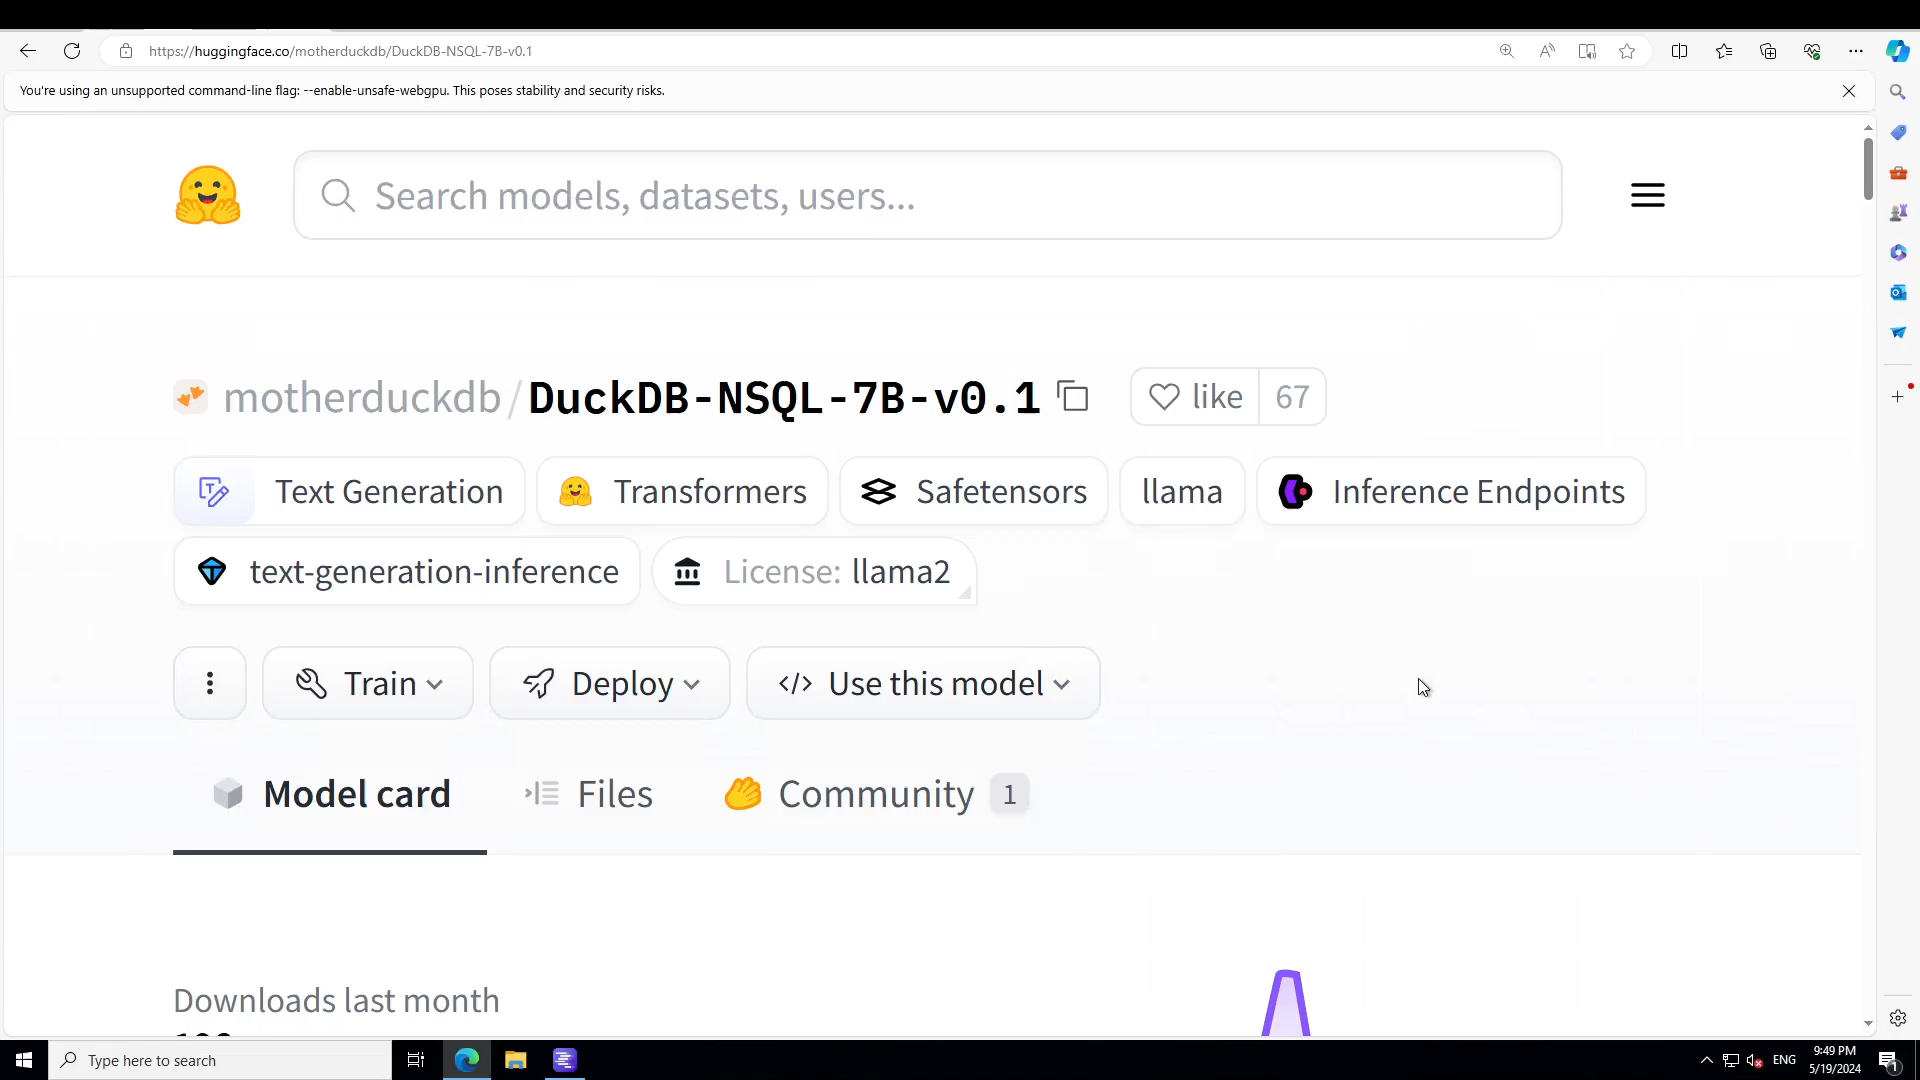 https://huggingface.co/motherduckdb/DuckDB-NSQL-7B-v0.1
You're using an unsupported command-line flag: --enable-unsafe-webgpu. This poses stability and security risks.
Search models, datasets, users...
motherduckdb/DuckDB-NSQL-7B-v0.1 like 67
Text Generation Transformers Safetensors llama Inference Endpoints
text-generation-inference License: llama2
Train Deploy </> Use this model
Model card Files Community 1
Downloads last month
Type here to search
ENG
9:49 PM
5/19/2024
1